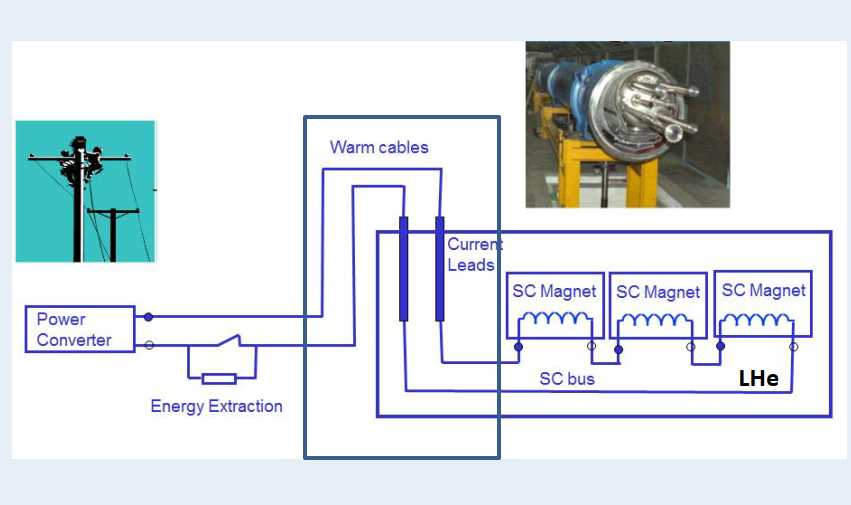 Warm cables
Current
Leads
SC Magnet
SC Magnet
SC Magnet
Power
Converter
SC bus
LHe
Energy Extraction